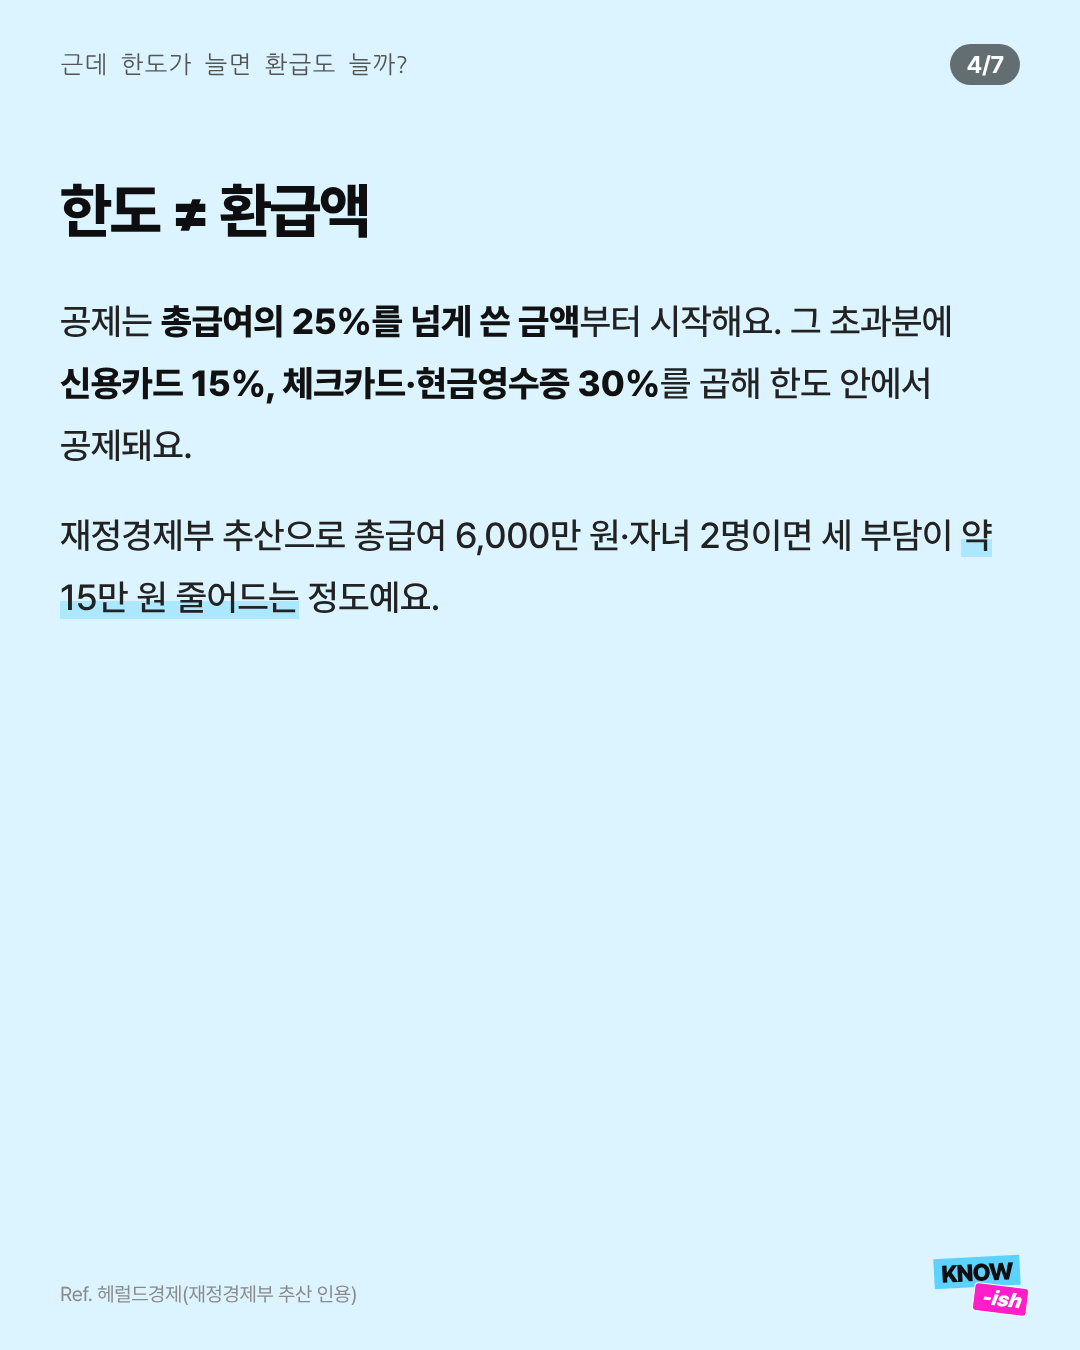 근데 한도가 늘면 환급도 늘까?
4/7
한도 ≠ 환급액
공제는 총급여의 25%를 넘게 쓴 금액부터 시작해요. 그 초과분에
신용카드 15%, 체크카드·현금영수증 30%를 곱해 한도 안에서
공제돼요.
재정경제부 추산으로 총급여 6,000만 원·자녀 2명이면 세 부담이 약
15만 원 줄어드는 정도예요.
Ref. 헤럴드경제(재정경제부 추산 인용)
KNOW
-ish